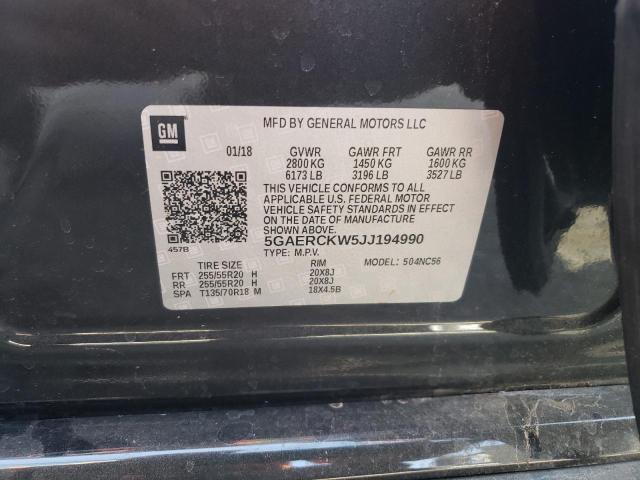 GM
MFD BY GENERAL MOTORS LLC
01/18 GVWR GAWR FRT GAWR RR
2800 KG 1450 KG 1600 KG
6173 LB 3196 LB 3527 LB
THIS VEHICLE CONFORMS TO ALL
APPLICABLE U.S. FEDERAL MOTOR
VEHICLE SAFETY STANDARDS IN EFFECT
ON THE DATE OF MANUFACTURE
SHOWN ABOVE.
5GAERCKW5JJ194990
457B TYPE: M.P.V.
TIRE SIZE RIM MODEL: 504NC56
FRT 255/55R20 H 20X8J
RR 255/55R20 H 20X8J
SPA T135/70R18 M 18X4.5B